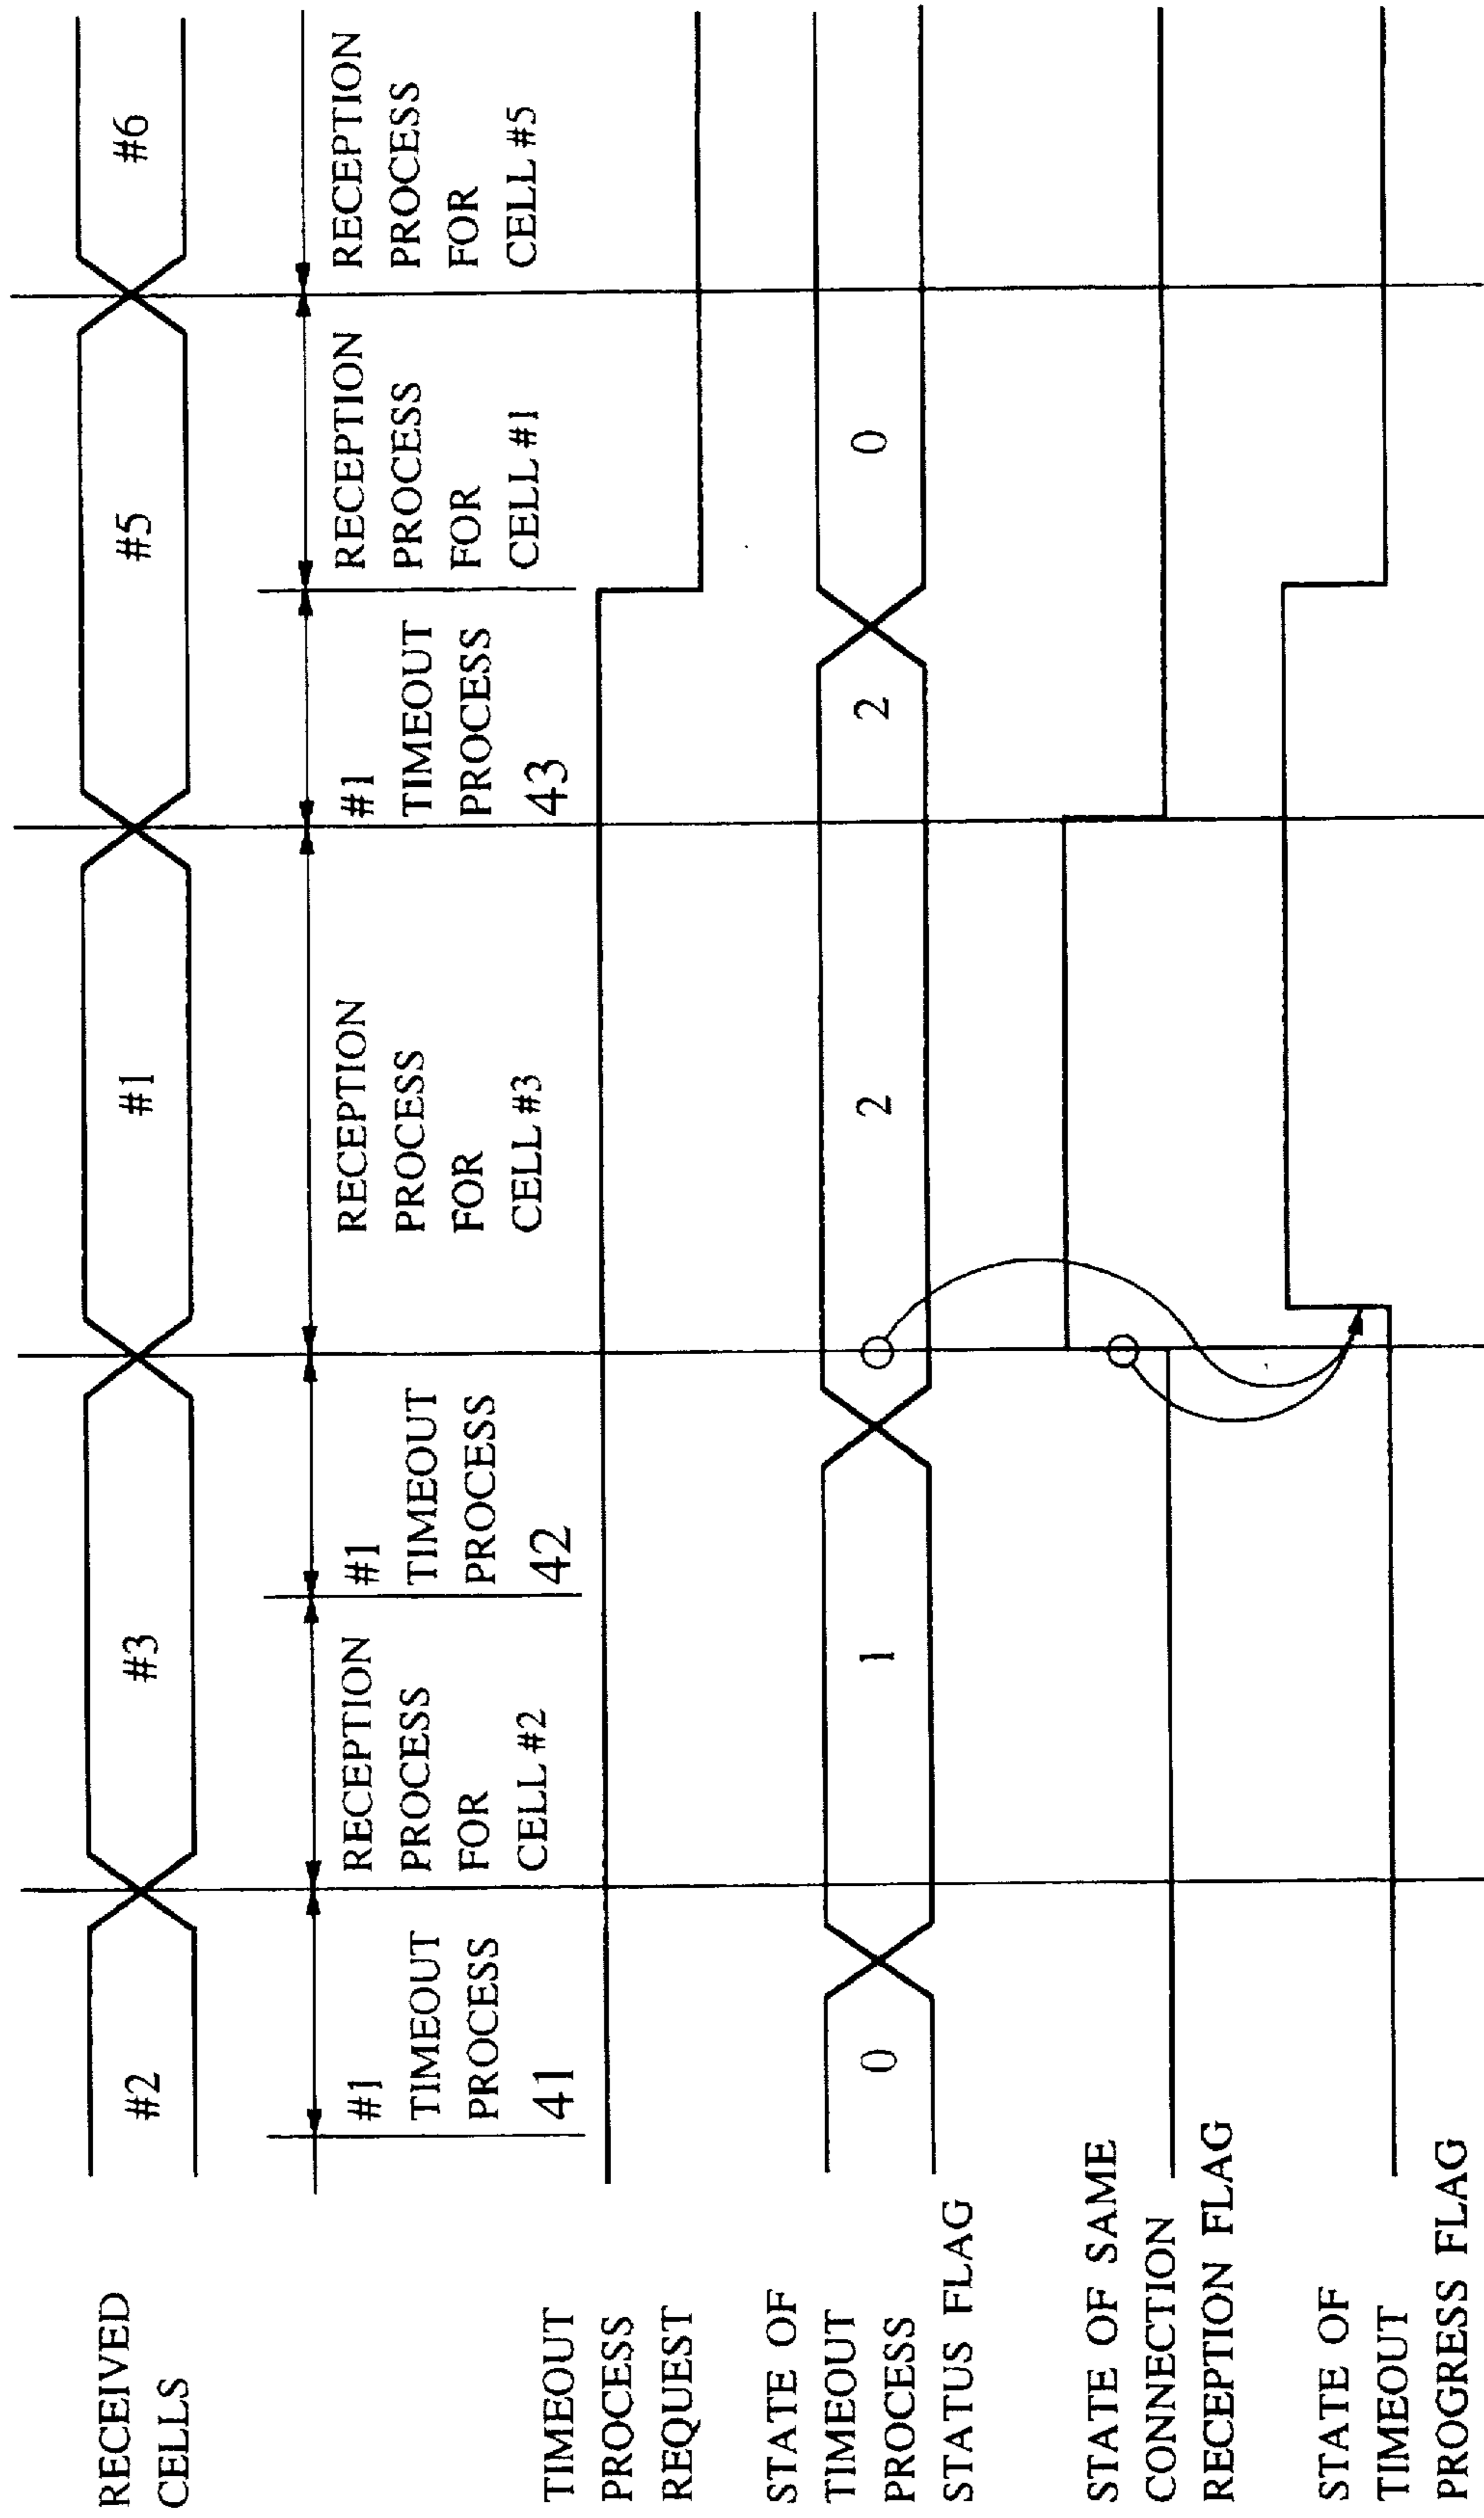 RECEIVED
CELLS
#2
#3
#1
#5
#6
#1
TIMEOUT
PROCESS
41
RECEPTION
PROCESS
FOR
CELL #2
#1
TIMEOUT
PROCESS
42
RECEPTION
PROCESS
FOR
CELL #3
#1
TIMEOUT
PROCESS
43
RECEPTION
PROCESS
FOR
CELL #1
RECEPTION
PROCESS
FOR
CELL #5
TIMEOUT
PROCESS
REQUEST
STATE OF
TIMEOUT
PROCESS
STATUS FLAG
0
1
2
2
0
STATE OF SAME
CONNECTION
RECEPTION FLAG
STATE OF
TIMEOUT
PROGRESS FLAG